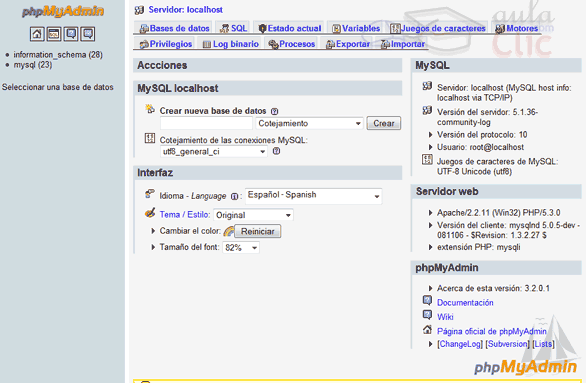 phpMyAdmin
information_schema (28)
mysql (23)
Seleccionar una base de datos
Servidor: localhost
Bases de datos SQL Estado actual Variables Juegos de caracteres Motores
Privilegios Log binario Procesos Exportar Importar
aula
.com
clic
Accciones
MySQL localhost
Crear nueva base de datos
Cotejamiento Crear
Cotejamiento de las conexiones MySQL:
utf8_general_ci
Interfaz
Idioma - Language : Español - Spanish
Tema / Estilo: Original
Cambiar el color: Reiniciar
Tamaño del font: 82%
MySQL
Servidor: localhost (MySQL host info:
localhost via TCP/IP)
Versión del servidor: 5.1.36-
community-log
Versión del protocolo: 10
Usuario: root@localhost
Juegos de caracteres de MySQL:
UTF-8 Unicode (utf8)
Servidor web
Apache/2.2.11 (Win32) PHP/5.3.0
Versión del cliente: mysqlnd 5.0.5-dev -
081106 - $Revision: 1.3.2.27 $
extensión PHP: mysqli
phpMyAdmin
Acerca de esta versión: 3.2.0.1
Documentación
Wiki
Página oficial de phpMyAdmin
[ChangeLog] [Subversion] [Lists]
phpMyAdmin